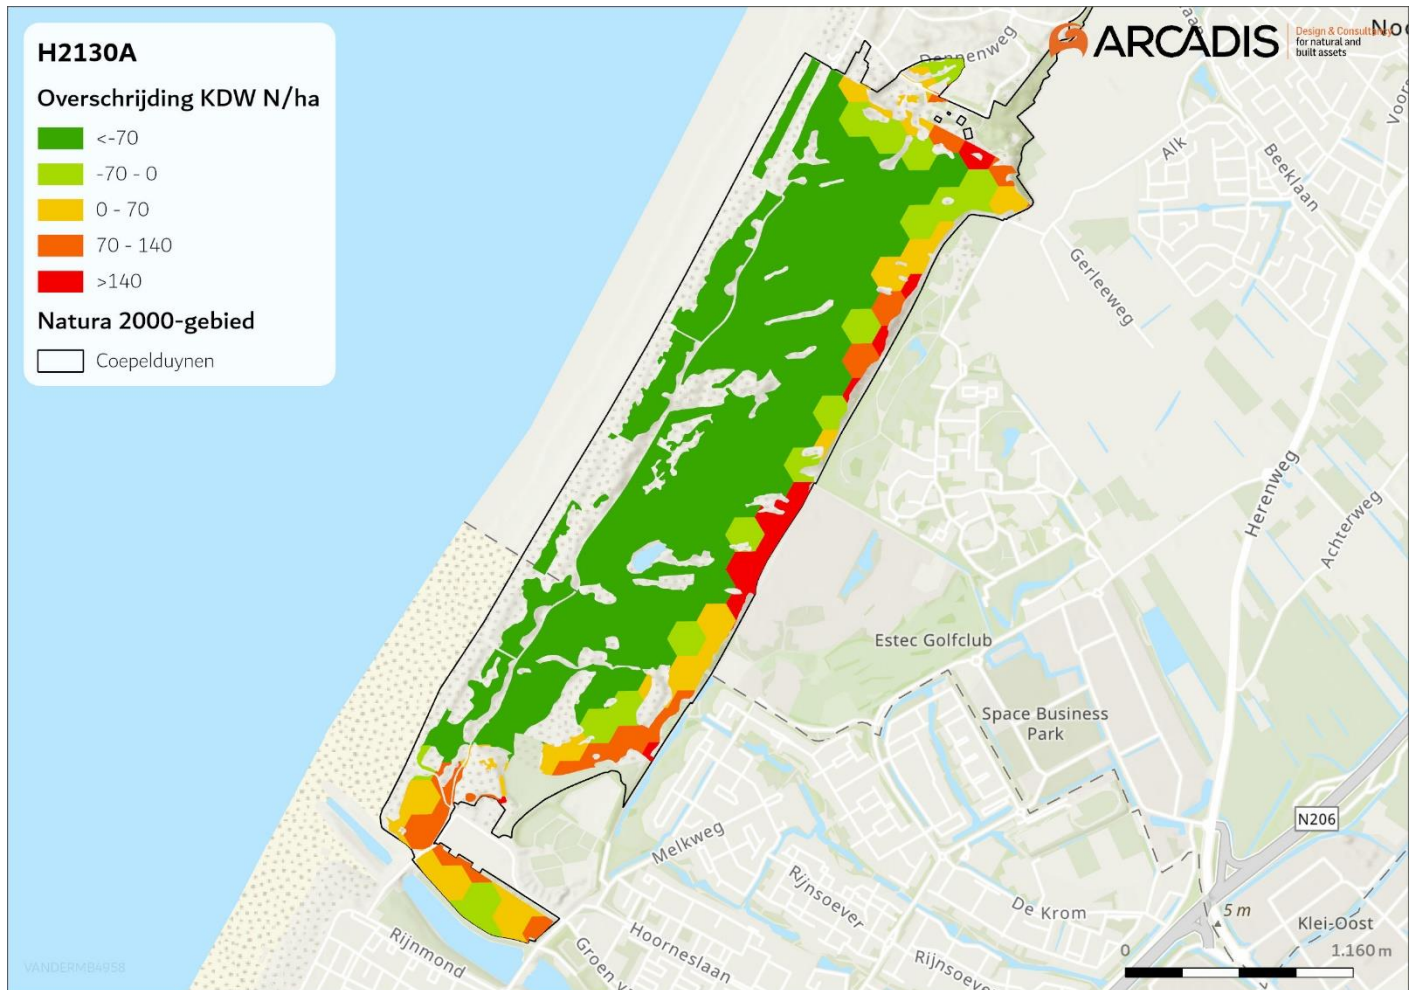 H2130A
Overschrijding KDW N/ha
<-70
-70 - 0
0 - 70
70 - 140
>140
Natura 2000-gebied
Coepelduynen
ARCADIS
Design & Consultancy
for natural and
built assets
Dennenweg
Alk
Beeklaan
Gerleeweg
Herenweg
Achterweg
Estec Golfclub
Space Business
Park
N206
Melkweg
Rijnsoever
De Krom
5 m
Klei-Oost
Hoorneslaan
Rijnmond
0
1.160 m
VANDERMB4958